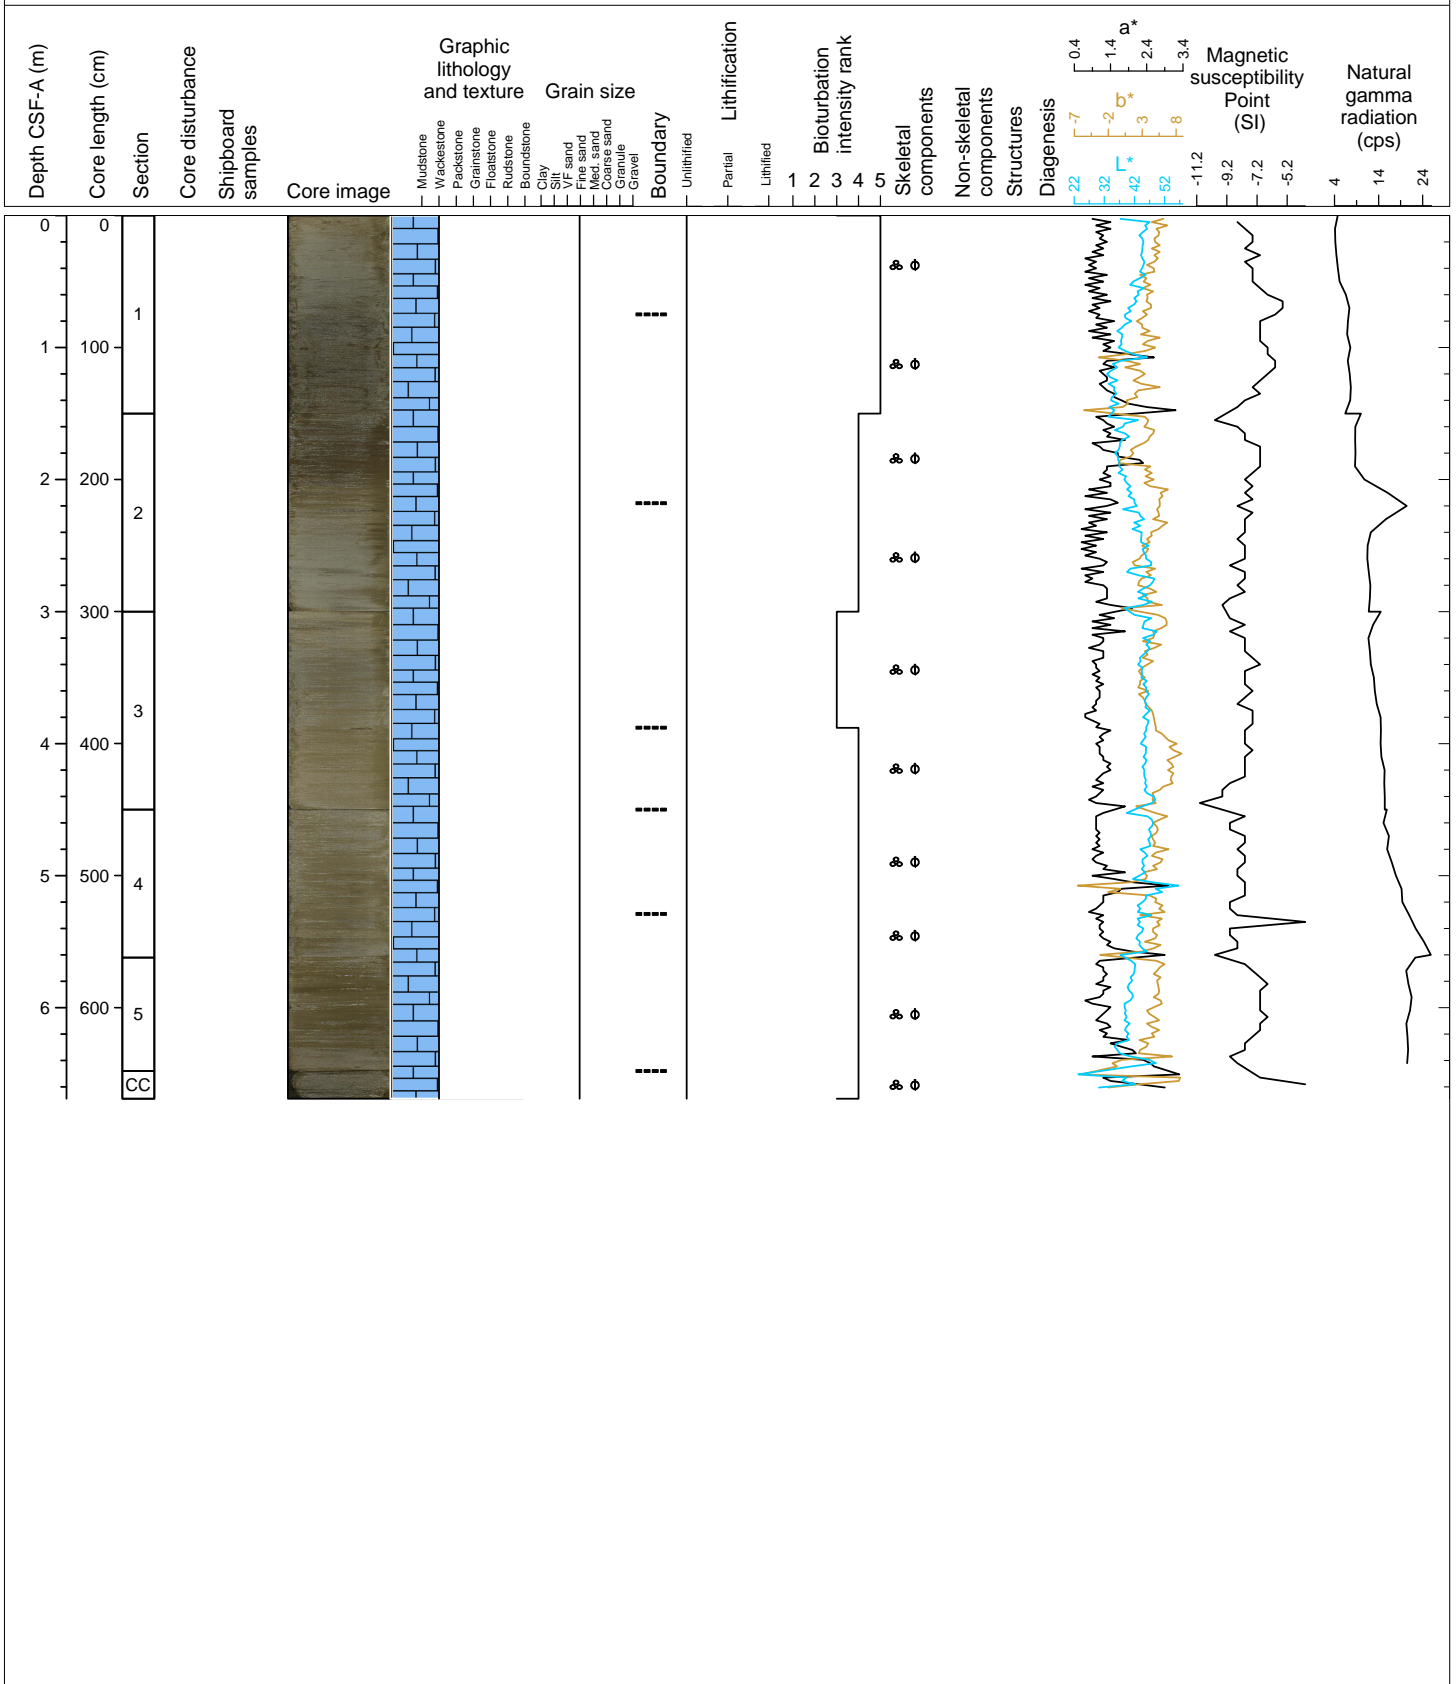 Depth CSF-A (m)
Core length (cm)
Section
Core disturbance
Shipboard
samples
Core image
Graphic
lithology
and texture
Mudstone
Wackestone
Packstone
Grainstone
Floatstone
Rudstone
Boundstone
Grain size
Clay
Silt
VF sand
Fine sand
Med. sand
Coarse sand
Granule
Gravel
Boundary
Lithification
Unlithified
Partial
Lithified
Bioturbation
intensity rank
1 2 3 4 5
Skeletal
components
Non-skeletal
components
Structures
Diagenesis
a*
0.4 1.4 2.4 3.4
b*
-7 -2 3 8
L*
22 32 42 52
Magnetic
susceptibility
Point
(SI)
-11.2 -9.2 -7.2 -5.2
Natural
gamma
radiation
(cps)
4 14 24
0 0
1
1 100
2 200
2
3 300
3
4 400
5 500
4
6 600
5
CC